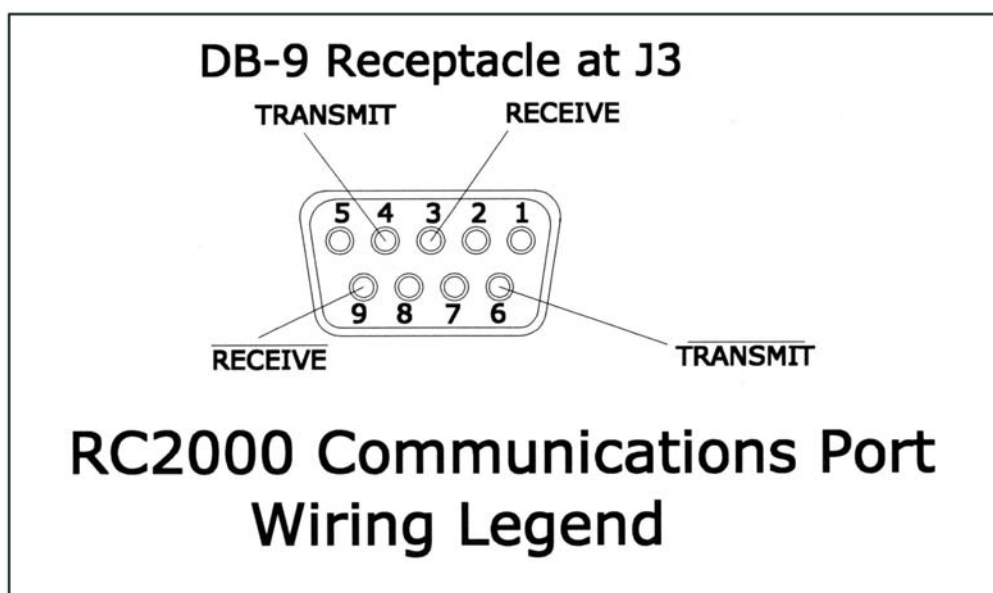 DB-9 Receptacle at J3
TRANSMIT RECEIVE
5 4 3 2 1
9 8 7 6
RECEIVE TRANSMIT
RC2000 Communications Port
Wiring Legend